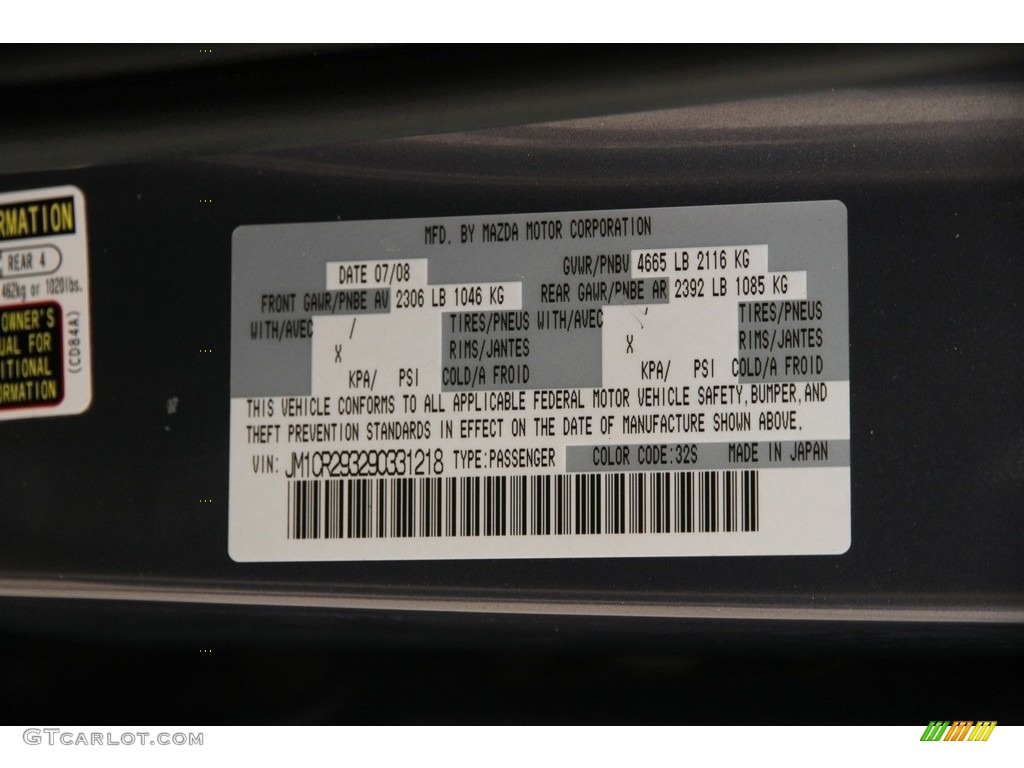 RMATION
REAR 4
462kg or 1020lbs.
OWNER'S
UAL FOR
ITIONAL
ORMATION
(CD84A)
MFD. BY MAZDA MOTOR CORPORATION
DATE 07/08 GVWR/PNBV 4665 LB 2116 KG
FRONT GAWR/PNBE AV 2306 LB 1046 KG REAR GAWR/PNBE AR 2392 LB 1085 KG
WITH/AVEC / TIRES/PNEUS WITH/AVEC / TIRES/PNEUS
X RIMS/JANTES X RIMS/JANTES
KPA/ PSI COLD/A FROID KPA/ PSI COLD/A FROID
THIS VEHICLE CONFORMS TO ALL APPLICABLE FEDERAL MOTOR VEHICLE SAFETY,BUMPER,AND
THEFT PREVENTION STANDARDS IN EFFECT ON THE DATE OF MANUFACTURE SHOWN ABOVE.
VIN: JM1CR293290331218 TYPE:PASSENGER COLOR CODE:32S MADE IN JAPAN
GTCARLOT.COM